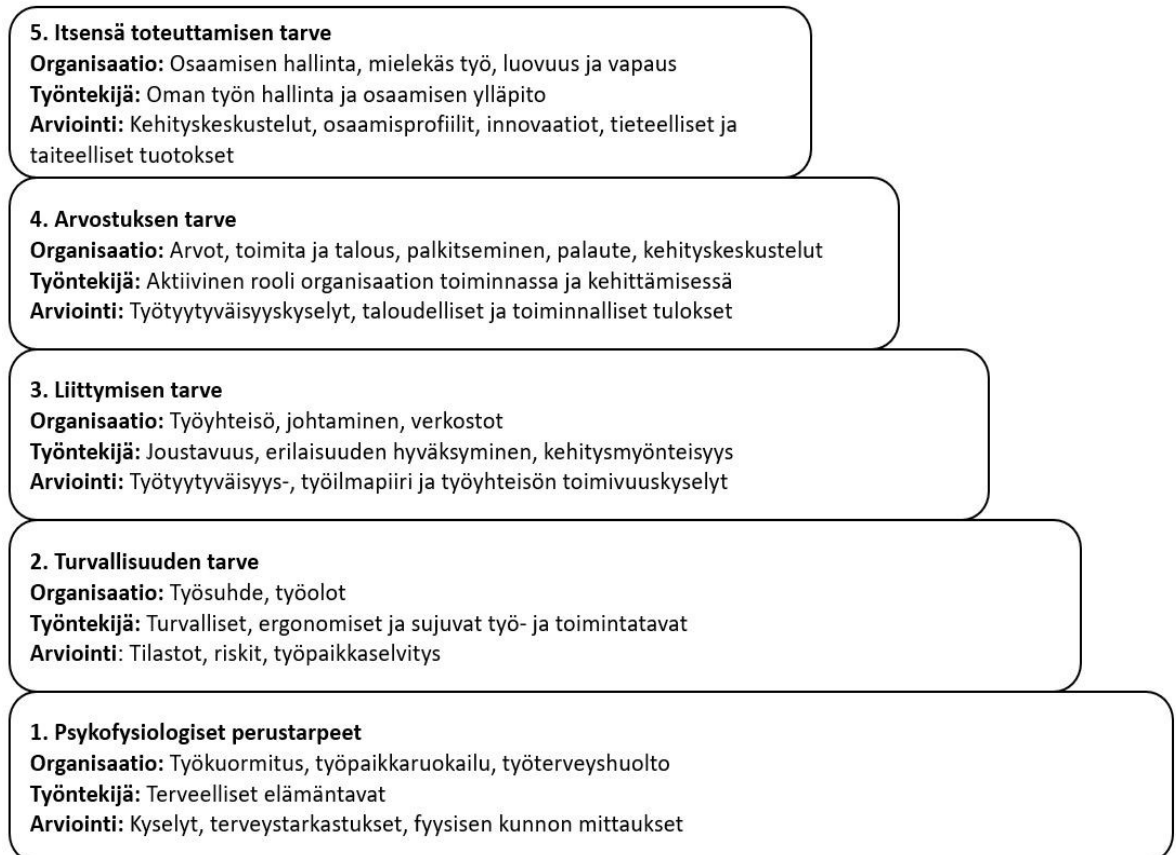 5. Itsensä toteuttamisen tarve
Organisaatio: Osaamisen hallinta, mielekäs työ, luovuus ja vapaus
Työntekijä: Oman työn hallinta ja osaamisen ylläpito
Arviointi: Kehityskeskustelut, osaamisprofiilit, innovaatiot, tieteelliset ja
taiteelliset tuotokset
4. Arvostuksen tarve
Organisaatio: Arvot, toimita ja talous, palkitseminen, palaute, kehityskeskustelut
Työntekijä: Aktiivinen rooli organisaation toiminnassa ja kehittämisessä
Arviointi: Työtyytyväisyyskyselyt, taloudelliset ja toiminnalliset tulokset
3. Liittymisen tarve
Organisaatio: Työyhteisö, johtaminen, verkostot
Työntekijä: Joustavuus, erilaisuuden hyväksyminen, kehitysmyönteisyys
Arviointi: Työtyytyväisyys-, työilmapiiri ja työyhteisön toimivuuskyselyt
2. Turvallisuuden tarve
Organisaatio: Työsuhde, työolot
Työntekijä: Turvalliset, ergonomiset ja sujuvat työ- ja toimintatavat
Arviointi: Tilastot, riskit, työpaikkaselvitys
1. Psykofysiologiset perustarpeet
Organisaatio: Työkuormitus, työpaikkaruokailu, työterveyshuolto
Työntekijä: Terveelliset elämäntavat
Arviointi: Kyselyt, terveystarkastukset, fyysisen kunnon mittaukset